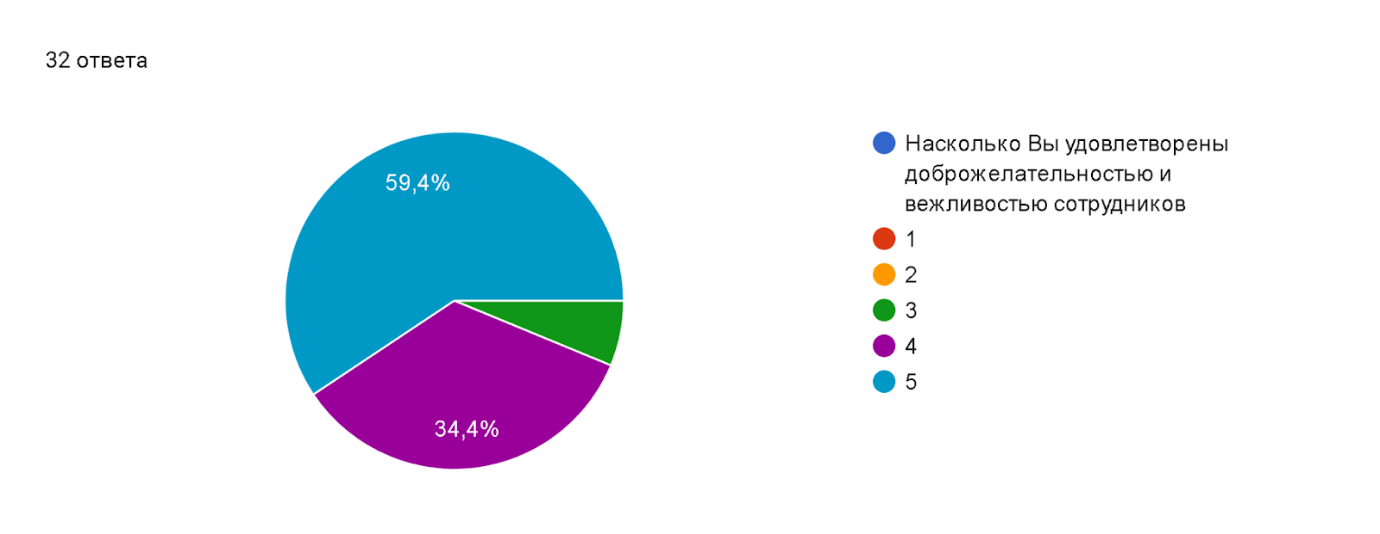 32 ответа
59,4%
34,4%
Насколько Вы удовлетворены
доброжелательностью и
вежливостью сотрудников
1
2
3
4
5